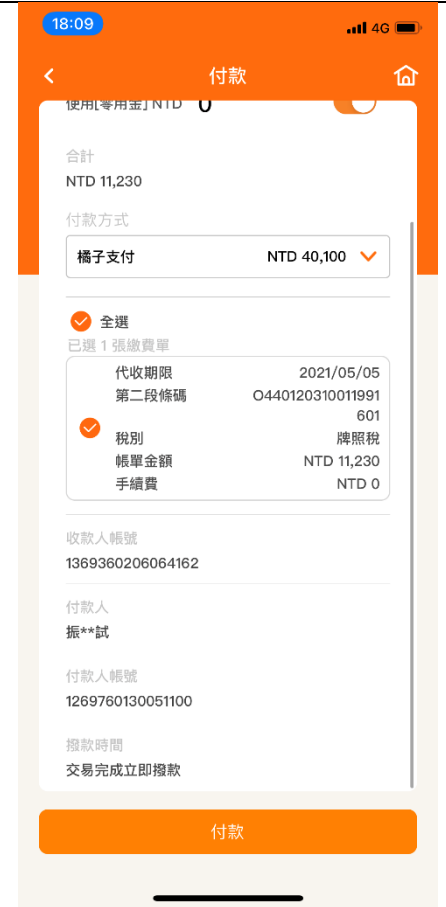 18:09
4G
付款
使用[零用金] NTD 0
合計
NTD 11,230
付款方式
橘子支付 NTD 40,100
全選
已選 1 張繳費單
代收期限 2021/05/05
第二段條碼 O440120310011991
601
稅別 牌照稅
帳單金額 NTD 11,230
手續費 NTD 0
收款人帳號
1369360206064162
付款人
振**試
付款人帳號
1269760130051100
撥款時間
交易完成立即撥款
付款